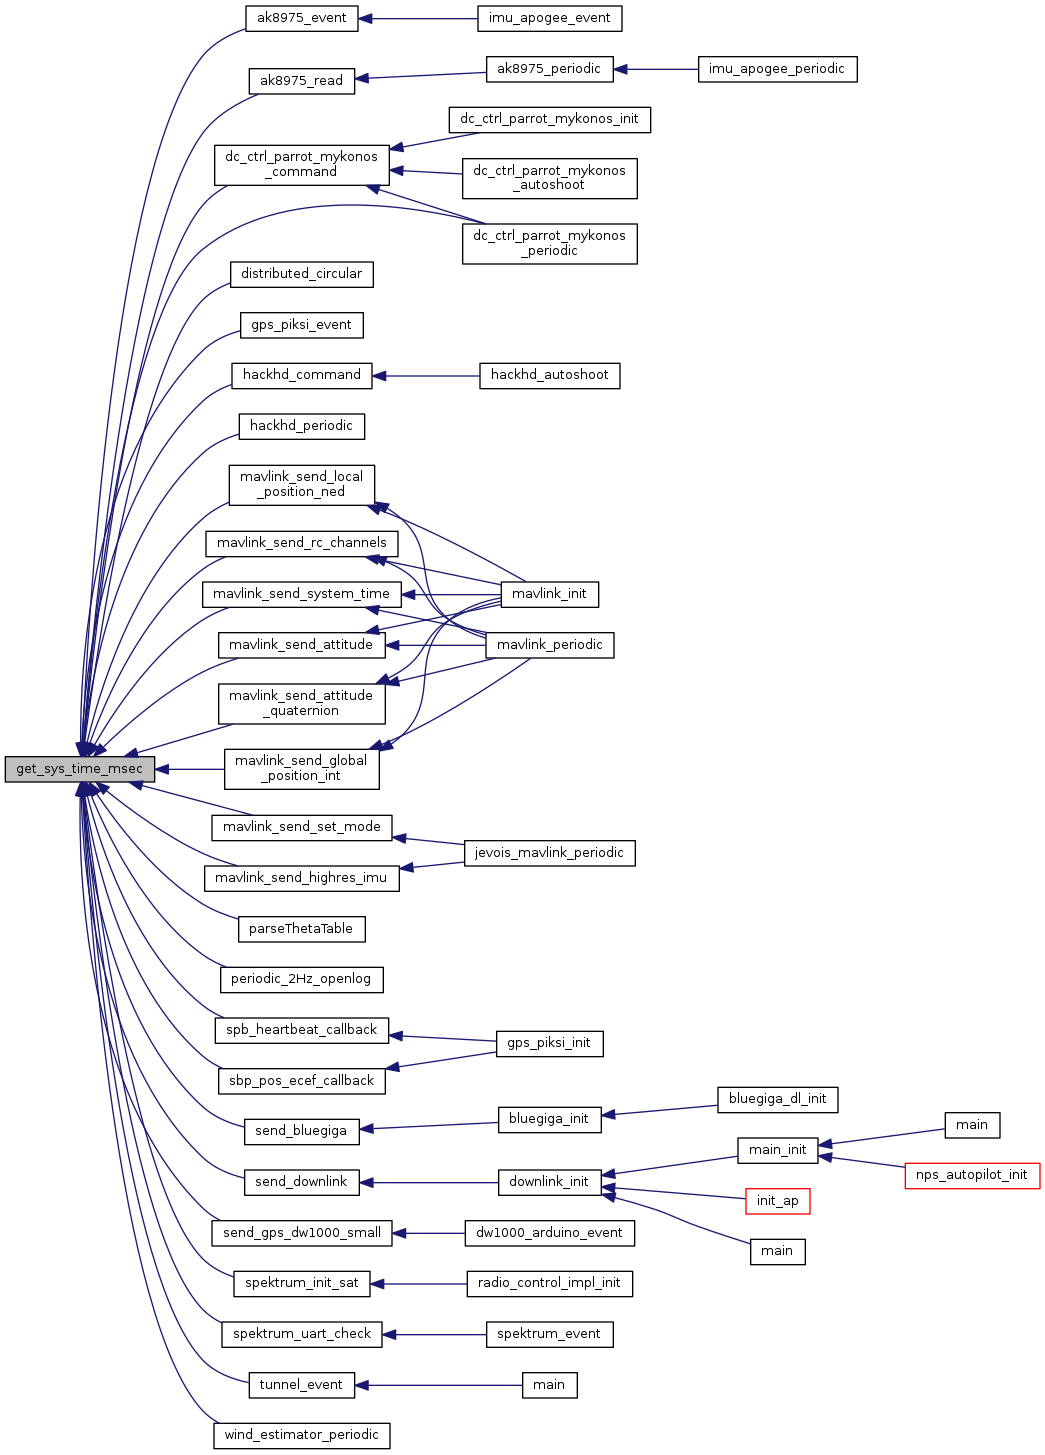 ak8975_event
imu_apogee_event
ak8975_read
ak8975_periodic
imu_apogee_periodic
dc_ctrl_parrot_mykonos_init
dc_ctrl_parrot_mykonos
_command
dc_ctrl_parrot_mykonos
_autoshoot
dc_ctrl_parrot_mykonos
_periodic
distributed_circular
gps_piksi_event
hackhd_command
hackhd_autoshoot
hackhd_periodic
mavlink_send_local
_position_ned
mavlink_send_rc_channels
mavlink_send_system_time
mavlink_init
mavlink_send_attitude
mavlink_periodic
mavlink_send_attitude
_quaternion
mavlink_send_global
_position_int
get_sys_time_msec
mavlink_send_set_mode
jevois_mavlink_periodic
mavlink_send_highres_imu
parseThetaTable
periodic_2Hz_openlog
spb_heartbeat_callback
gps_piksi_init
sbp_pos_ecef_callback
send_bluegiga
bluegiga_init
bluegiga_dl_init
main
main_init
nps_autopilot_init
send_downlink
downlink_init
init_ap
main
send_gps_dw1000_small
dw1000_arduino_event
spektrum_init_sat
radio_control_impl_init
spektrum_uart_check
spektrum_event
tunnel_event
main
wind_estimator_periodic